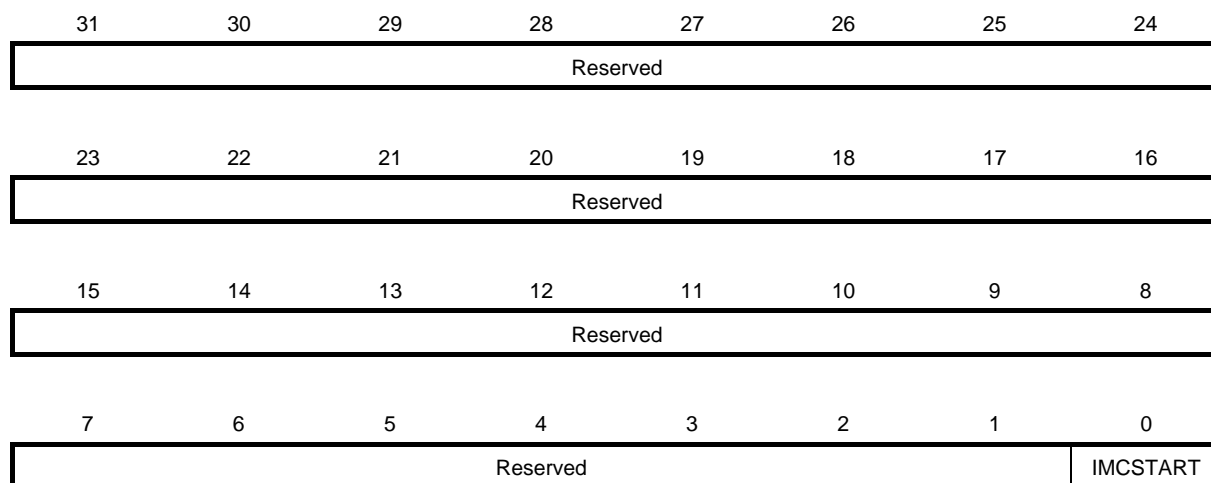 31 30 29 28 27 26 25 24
Reserved
23 22 21 20 19 18 17 16
Reserved
15 14 13 12 11 10 9 8
Reserved
7 6 5 4 3 2 1 0
Reserved IMCSTART